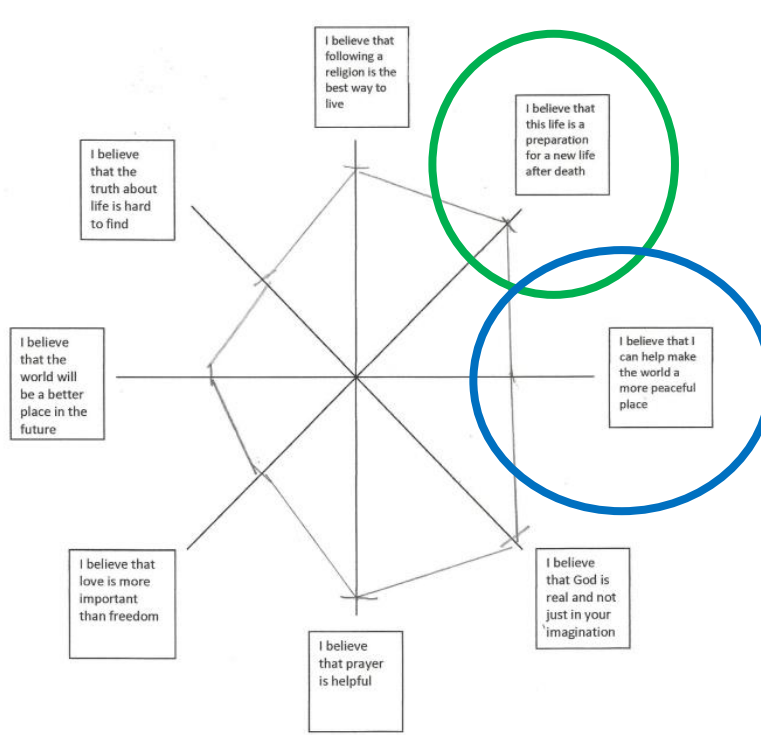 I believe that
following a
religion is the
best way to
live
I believe that
this life is a
preparation
for a new life
after death
I believe
that the
truth about
life is hard
to find
I believe
that the
world will
be a better
place in the
future
I believe that I
can help make
the world a
more peaceful
place
I believe that
love is more
important
than freedom
I believe
that God is
real and not
just in your
imagination
I believe
that prayer
is helpful